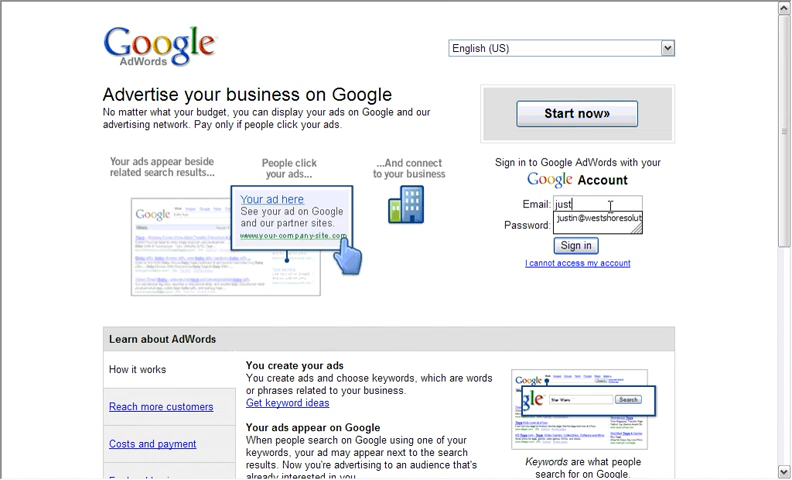 Google
AdWords
English (US)
Advertise your business on Google
No matter what your budget, you can display your ads on Google and our
advertising network. Pay only if people click your ads.
Start now»
Your ads appear beside
related search results...
People click
your ads...
...And connect
to your business
Google
Your ad here
See your ad on Google
and our partner sites.
www.your-company-site.com
Sign in to Google AdWords with your
Google Account
Email: just
justin@westshoresolut
Password:
Sign in
I cannot access my account
Learn about AdWords
How it works
Reach more customers
Costs and payment
You create your ads
You create ads and choose keywords, which are words
or phrases related to your business.
Get keyword ideas
Your ads appear on Google
When people search on Google using one of your
keywords, your ad may appear next to the search
results. Now you're advertising to an audience that's
already interested in you.
Search
Keywords are what people
search for on Google.